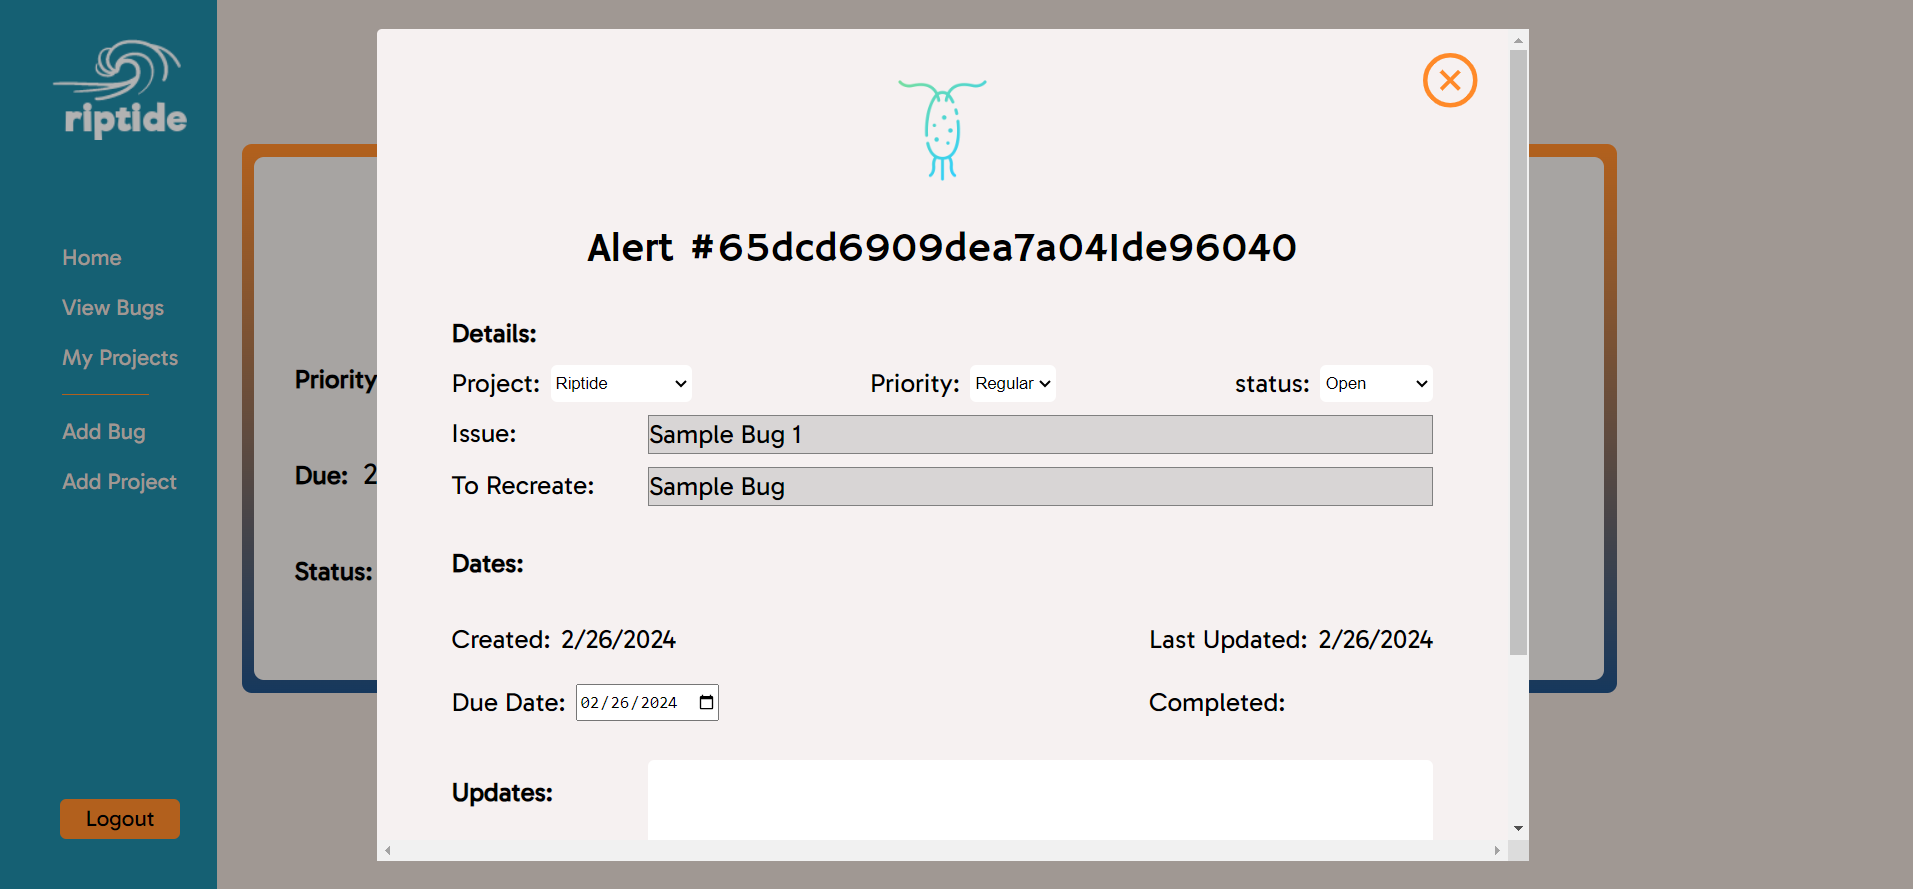 riptide
Home
View Bugs
My Projects
Add Bug
Add Project
Logout
Priority
Due: 2
Status:
Alert #65dcd6909dea7a041de96040
Details:
Project: Riptide Priority: Regular status: Open
Issue: Sample Bug 1
To Recreate: Sample Bug
Dates:
Created: 2/26/2024 Last Updated: 2/26/2024
Due Date: 02/26/2024 Completed:
Updates: